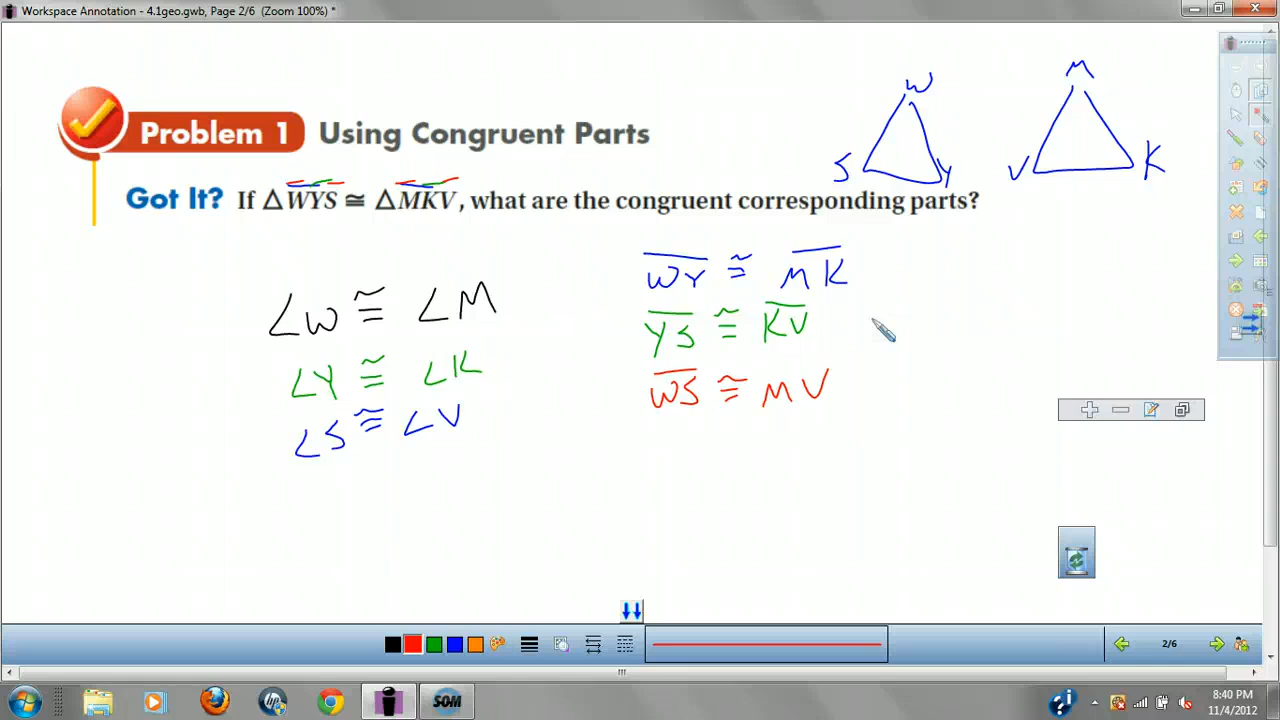 Workspace Annotation - 4.1geo.gwb, Page 2/6 (Zoom 100%) *
W
M
S
Y
V
K
Problem 1 Using Congruent Parts
Got It? If △WYS ≅ △MKV, what are the congruent corresponding parts?
∠W ≅ ∠M
∠Y ≅ ∠K
∠S ≅ ∠V
WY ≅ MK
YS ≅ KV
WS ≅ MV
2/6
hp
SOM
?
8:40 PM
11/4/2012